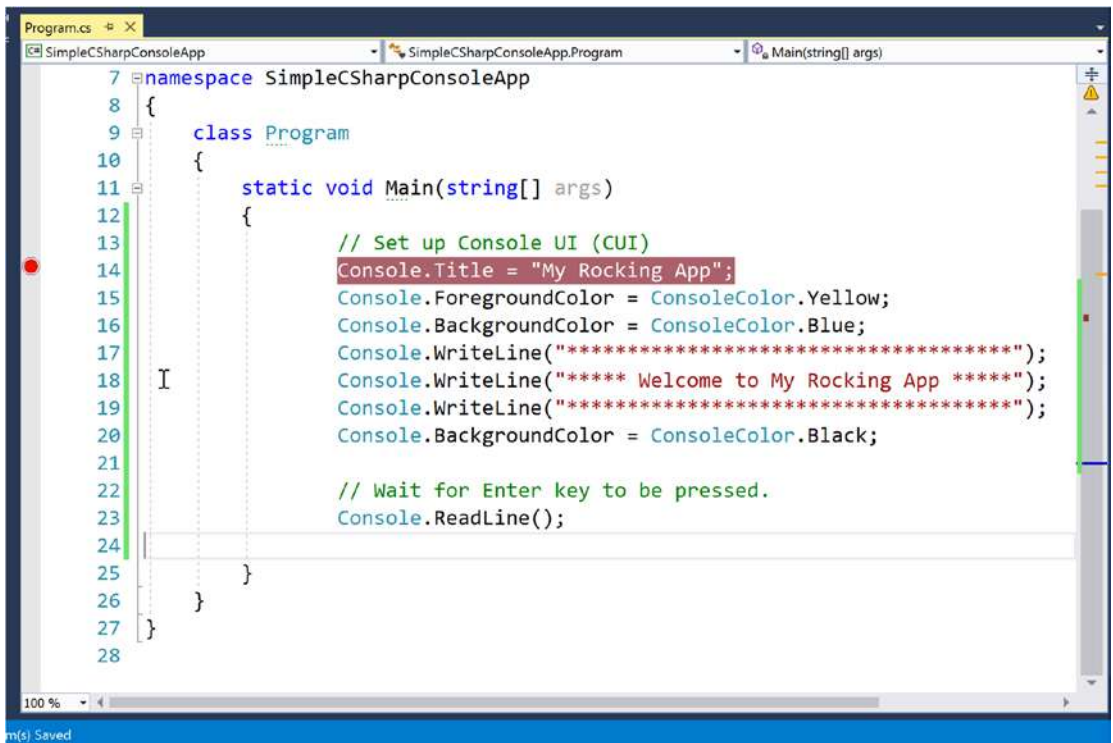 Program.cs
SimpleCSharpConsoleApp SimpleCSharpConsoleApp.Program Main(string[] args)
7 namespace SimpleCSharpConsoleApp
8 {
9 class Program
10 {
11 static void Main(string[] args)
12 {
13 // Set up Console UI (CUI)
14 Console.Title = "My Rocking App";
15 Console.ForegroundColor = ConsoleColor.Yellow;
16 Console.BackgroundColor = ConsoleColor.Blue;
17 Console.WriteLine("*************************************");
18 Console.WriteLine("***** Welcome to My Rocking App *****");
19 Console.WriteLine("*************************************");
20 Console.BackgroundColor = ConsoleColor.Black;
21
22 // Wait for Enter key to be pressed.
23 Console.ReadLine();
24
25 }
26 }
27 }
28
100 %
m(s) Saved